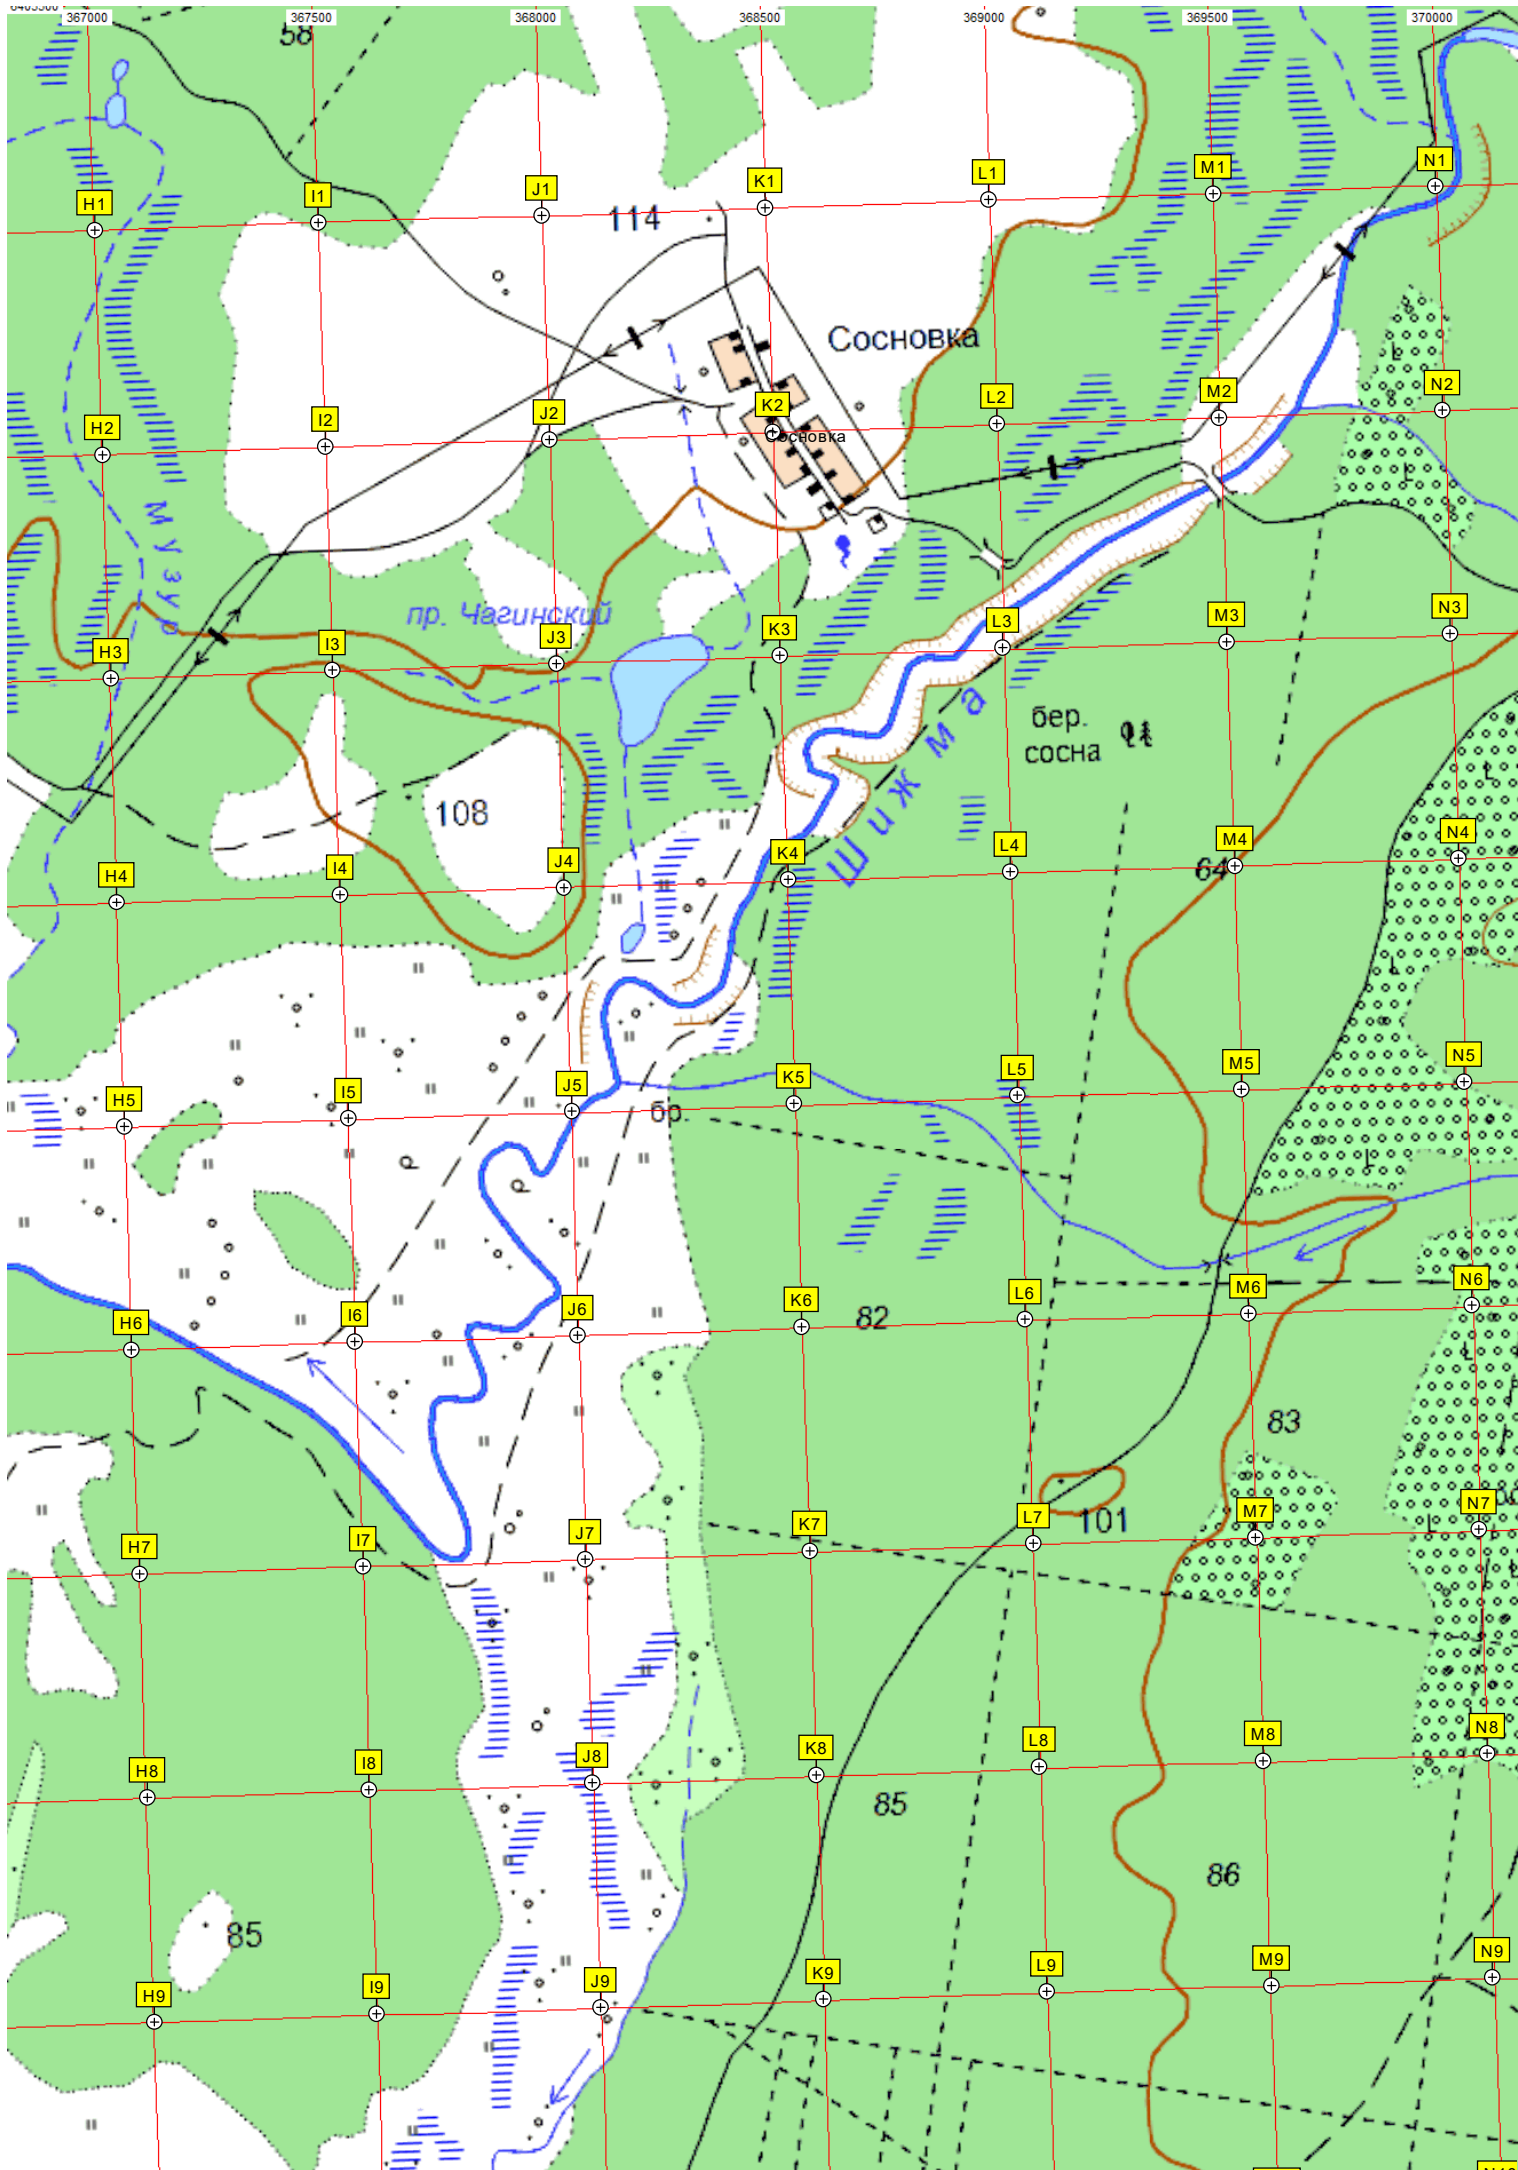 367000 367500 368000 368500 369000 369500 370000
58
H1 I1 J1 K1 L1 M1 N1
114
Сосновка
H2 I2 J2 K2 L2 M2 N2
Сосновка
Музур
пр. Чагинский
H3 I3 J3 K3 L3 M3 N3
бер.
сосна
Шижма
108
H4 I4 J4 K4 L4 M4 N4
64
H5 I5 J5 K5 L5 M5 N5
бр.
H6 I6 J6 K6 L6 M6 N6
82
83
101
H7 I7 J7 K7 L7 M7 N7
H8 I8 J8 K8 L8 M8 N8
85
86
85
H9 I9 J9 K9 L9 M9 N9